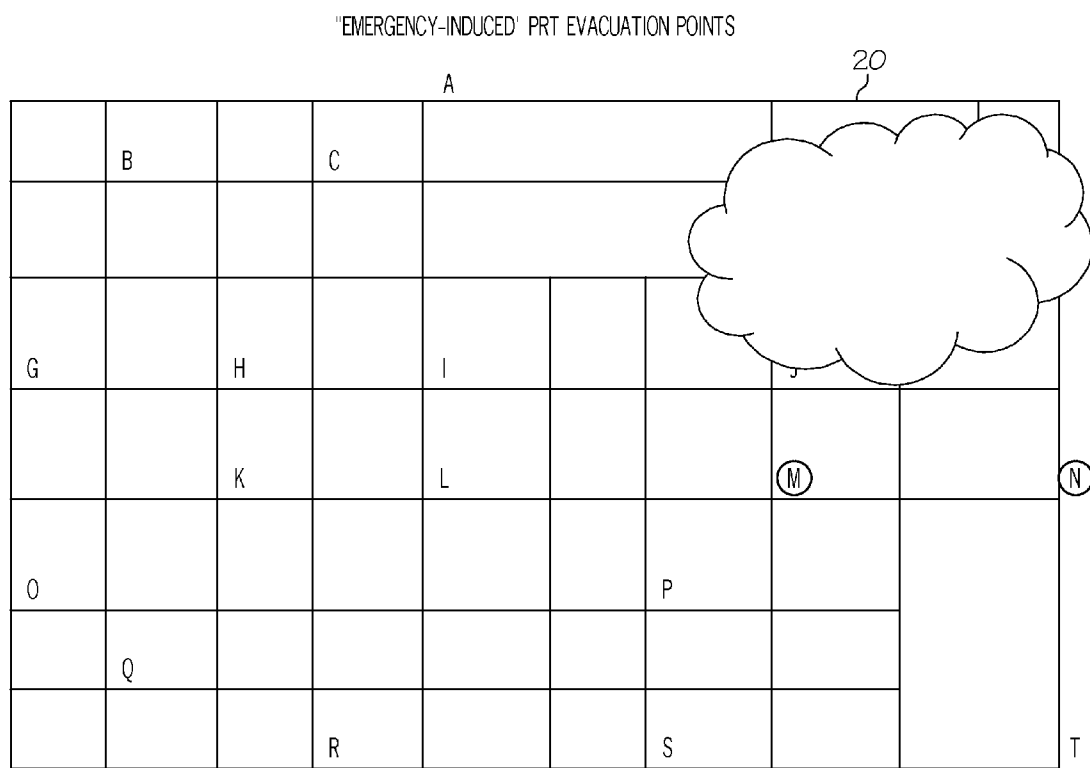 "EMERGENCY-INDUCED' PRT EVACUATION POINTS
20
A
B C
G H I J
K L M N
O P
Q
R S T